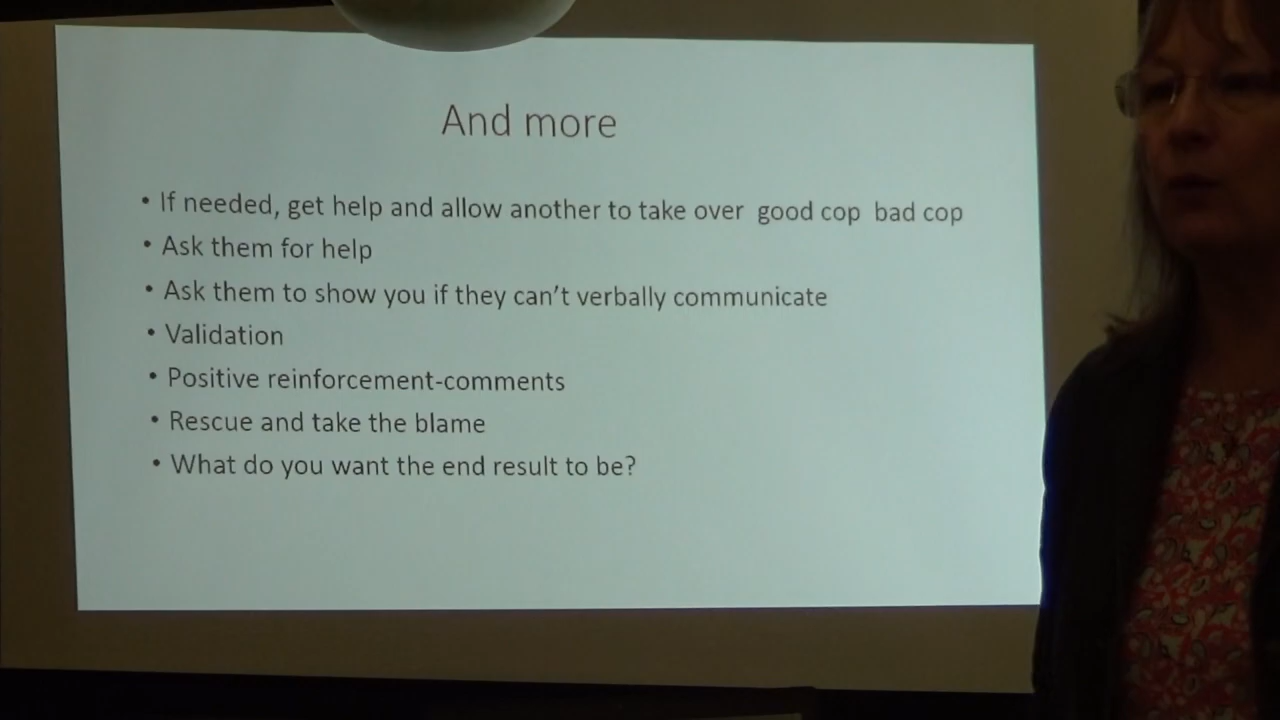 And more
• If needed, get help and allow another to take over  good cop  bad cop
• Ask them for help
• Ask them to show you if they can't verbally communicate
• Validation
• Positive reinforcement-comments
• Rescue and take the blame
• What do you want the end result to be?